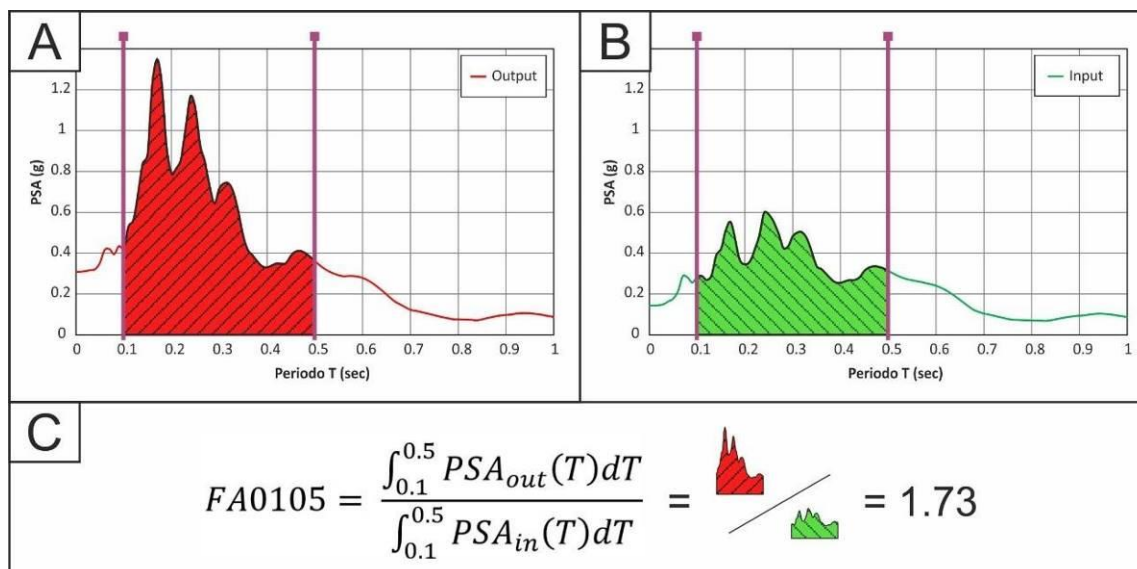 A
PSA (g)
1.2
1
0.8
0.6
0.4
0.2
0
0 0.1 0.2 0.3 0.4 0.5 0.6 0.7 0.8 0.9 1
Periodo T (sec)
Output
B
PSA (g)
1.2
1
0.8
0.6
0.4
0.2
0
0 0.1 0.2 0.3 0.4 0.5 0.6 0.7 0.8 0.9 1
Periodo T (sec)
Input
C
FA0105 = ∫_{0.1}^{0.5} PSA_{out}(T)dT / ∫_{0.1}^{0.5} PSA_{in}(T)dT = / = 1.73